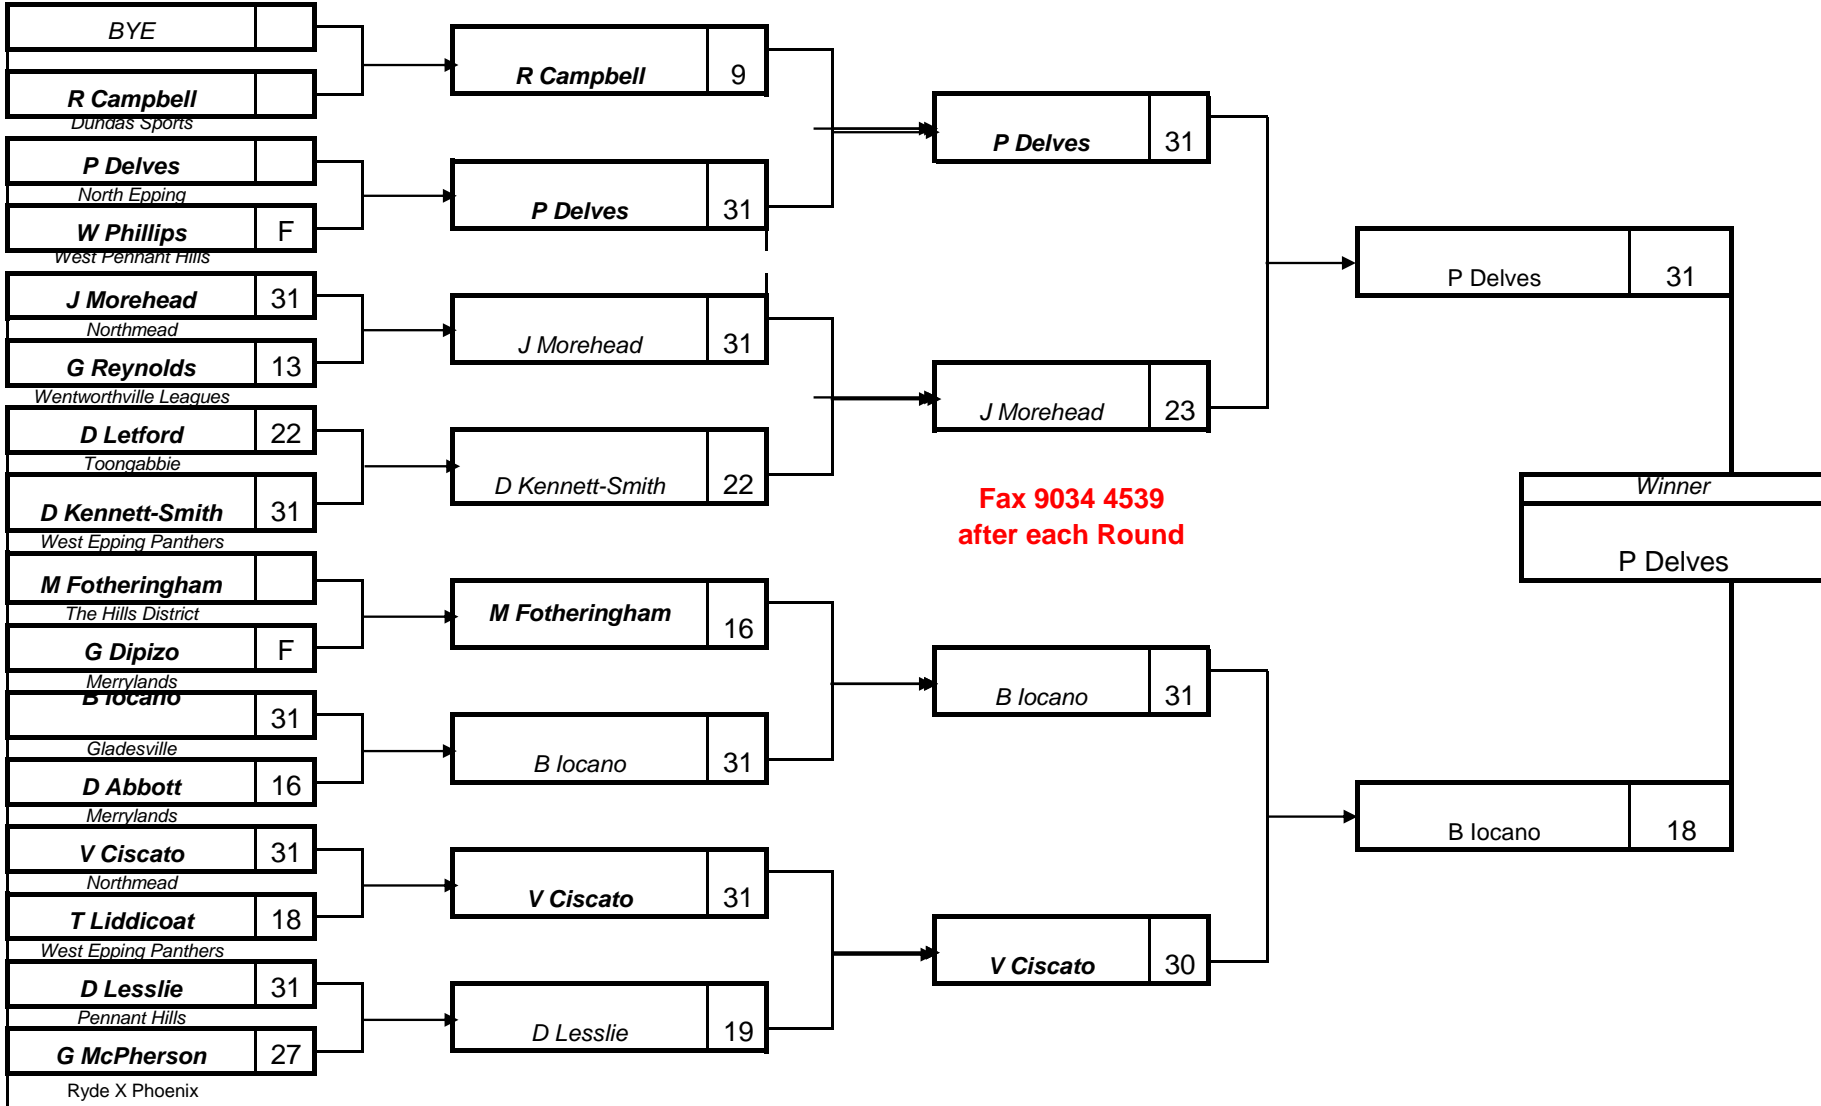 BYE
R Campbell
Dundas Sports
P Delves
North Epping
W Phillips F
West Pennant Hills
J Morehead 31
Northmead
G Reynolds 13
Wentworthville Leagues
D Letford 22
Toongabbie
D Kennett-Smith 31
West Epping Panthers
M Fotheringham
The Hills District
G Dipizo F
Merrylands
B Iocano 31
Gladesville
D Abbott 16
Merrylands
V Ciscato 31
Northmead
T Liddicoat 18
West Epping Panthers
D Lesslie 31
Pennant Hills
G McPherson 27
Ryde X Phoenix
R Campbell 9
P Delves 31
J Morehead 31
D Kennett-Smith 22
M Fotheringham 16
B Iocano 31
V Ciscato 31
D Lesslie 19
P Delves 31
J Morehead 23
Fax 9034 4539
after each Round
B Iocano 31
V Ciscato 30
P Delves 31
B Iocano 18
Winner
P Delves